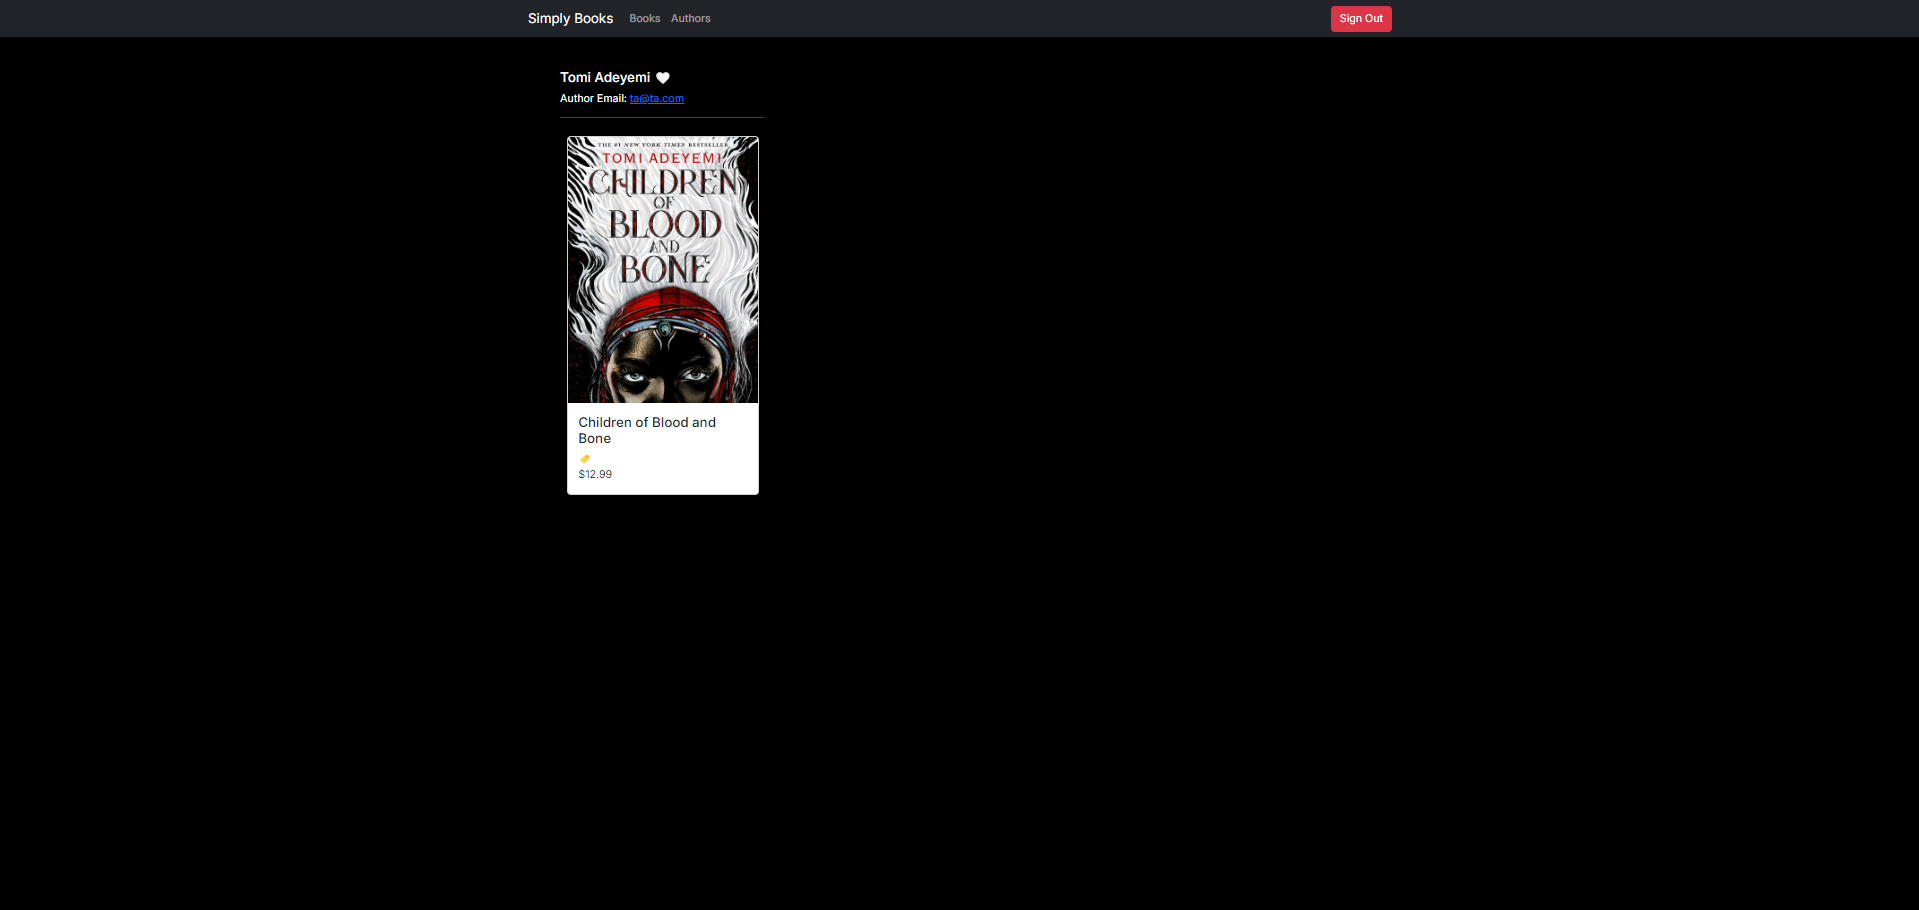 Simply Books Books Authors Sign Out
Tomi Adeyemi
Author Email: ta@ta.com
THE #1 NEW YORK TIMES BESTSELLER
TOMI ADEYEMI
CHILDREN
OF
BLOOD
AND
BONE
Children of Blood and
Bone
$12.99